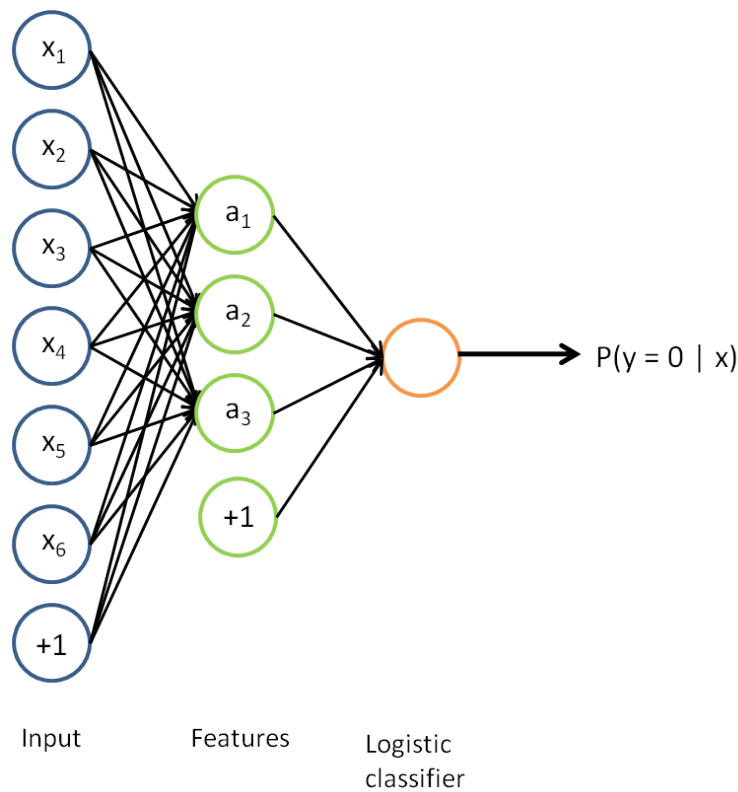 x1
x2
x3
x4
x5
x6
+1
a1
a2
a3
+1
P(y = 0 | x)
Input
Features
Logistic
classifier